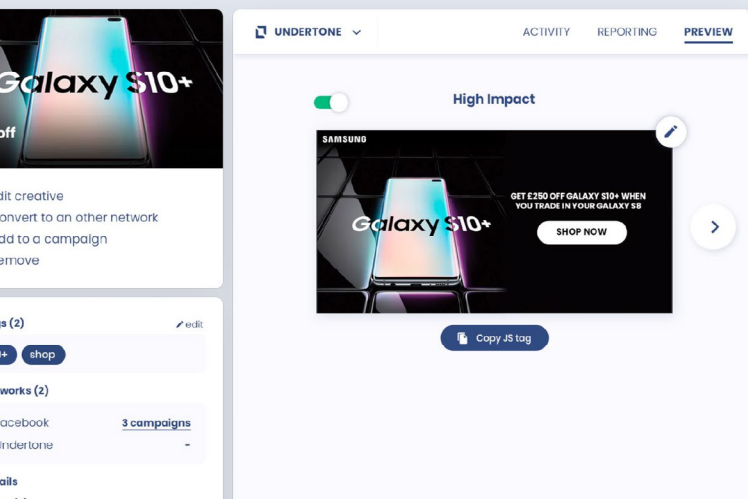 Galaxy S10+
off
dit creative
onvert to an other network
dd to a campaign
emove
s (2)
edit
+
shop
works (2)
acebook
3 campaigns
ndertone
-
ails
UNDERTONE
ACTIVITY
REPORTING
PREVIEW
High Impact
SAMSUNG
Galaxy S10+
GET £250 OFF GALAXY S10+ WHEN
YOU TRADE IN YOUR GALAXY S8
SHOP NOW
Copy JS tag